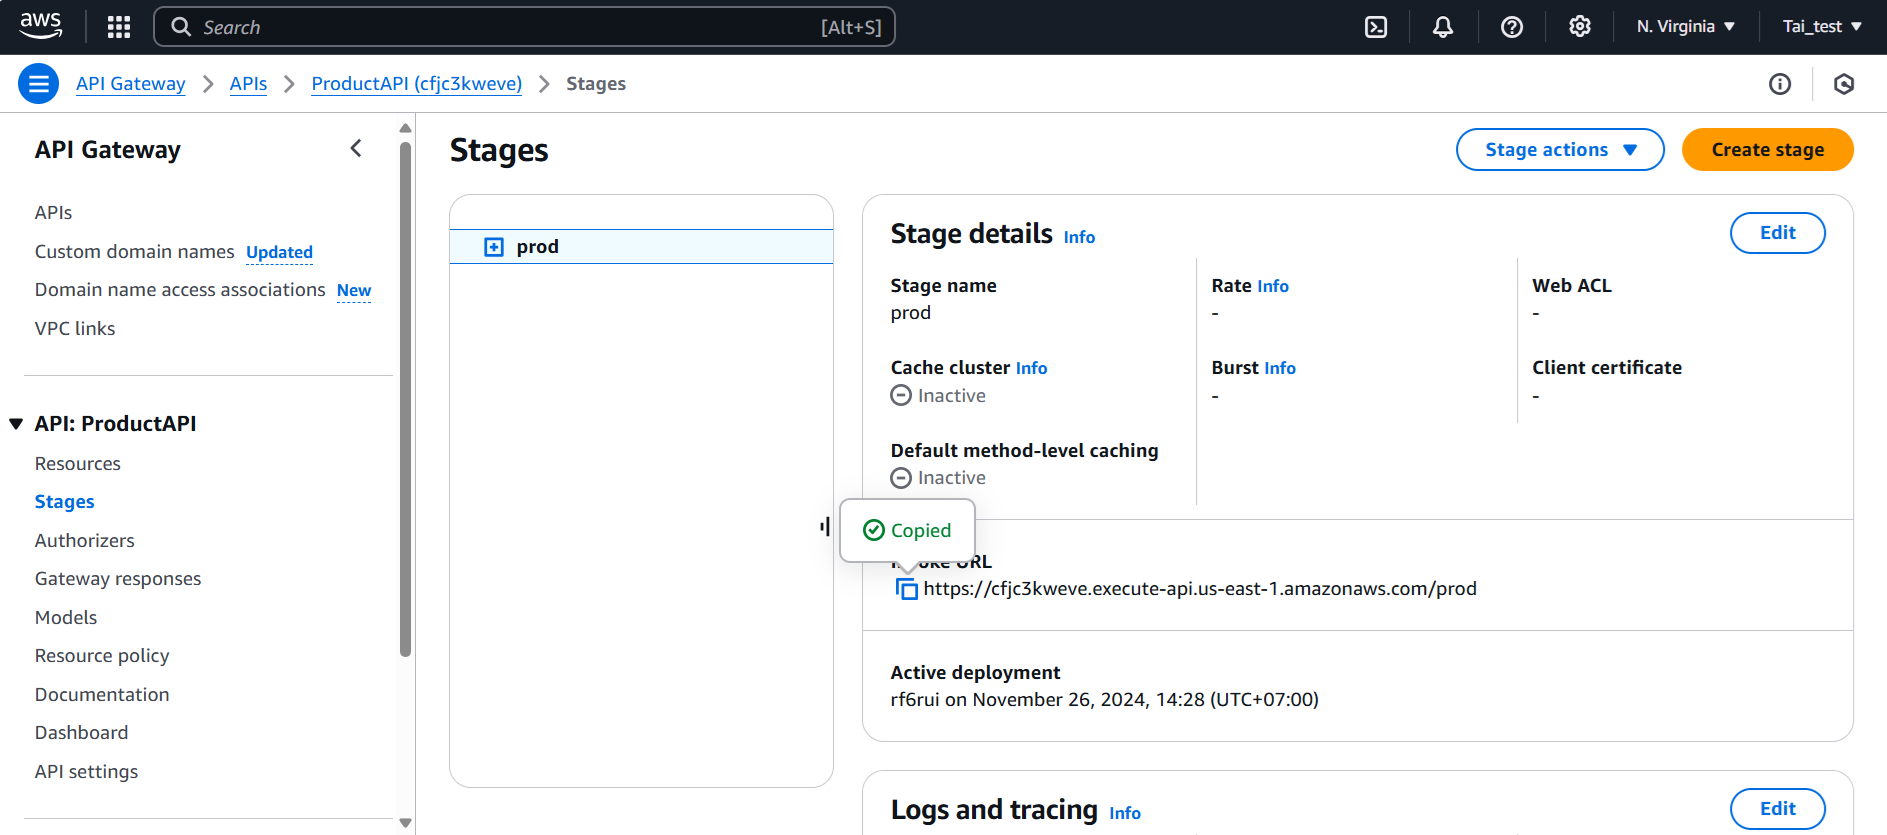 aws
Search [Alt+S]
N. Virginia
Tai_test
API Gateway
APIs
ProductAPI (cfjc3kweve)
Stages
API Gateway
APIs
Custom domain names Updated
Domain name access associations New
VPC links
API: ProductAPI
Resources
Stages
Authorizers
Gateway responses
Models
Resource policy
Documentation
Dashboard
API settings
Stages
Stage actions
Create stage
prod
Stage details Info
Edit
Stage name
prod
Rate Info
-
Web ACL
-
Cache cluster Info
Inactive
Burst Info
-
Client certificate
-
Default method-level caching
Inactive
Copied
URL
https://cfjc3kweve.execute-api.us-east-1.amazonaws.com/prod
Active deployment
rf6rui on November 26, 2024, 14:28 (UTC+07:00)
Logs and tracing Info
Edit